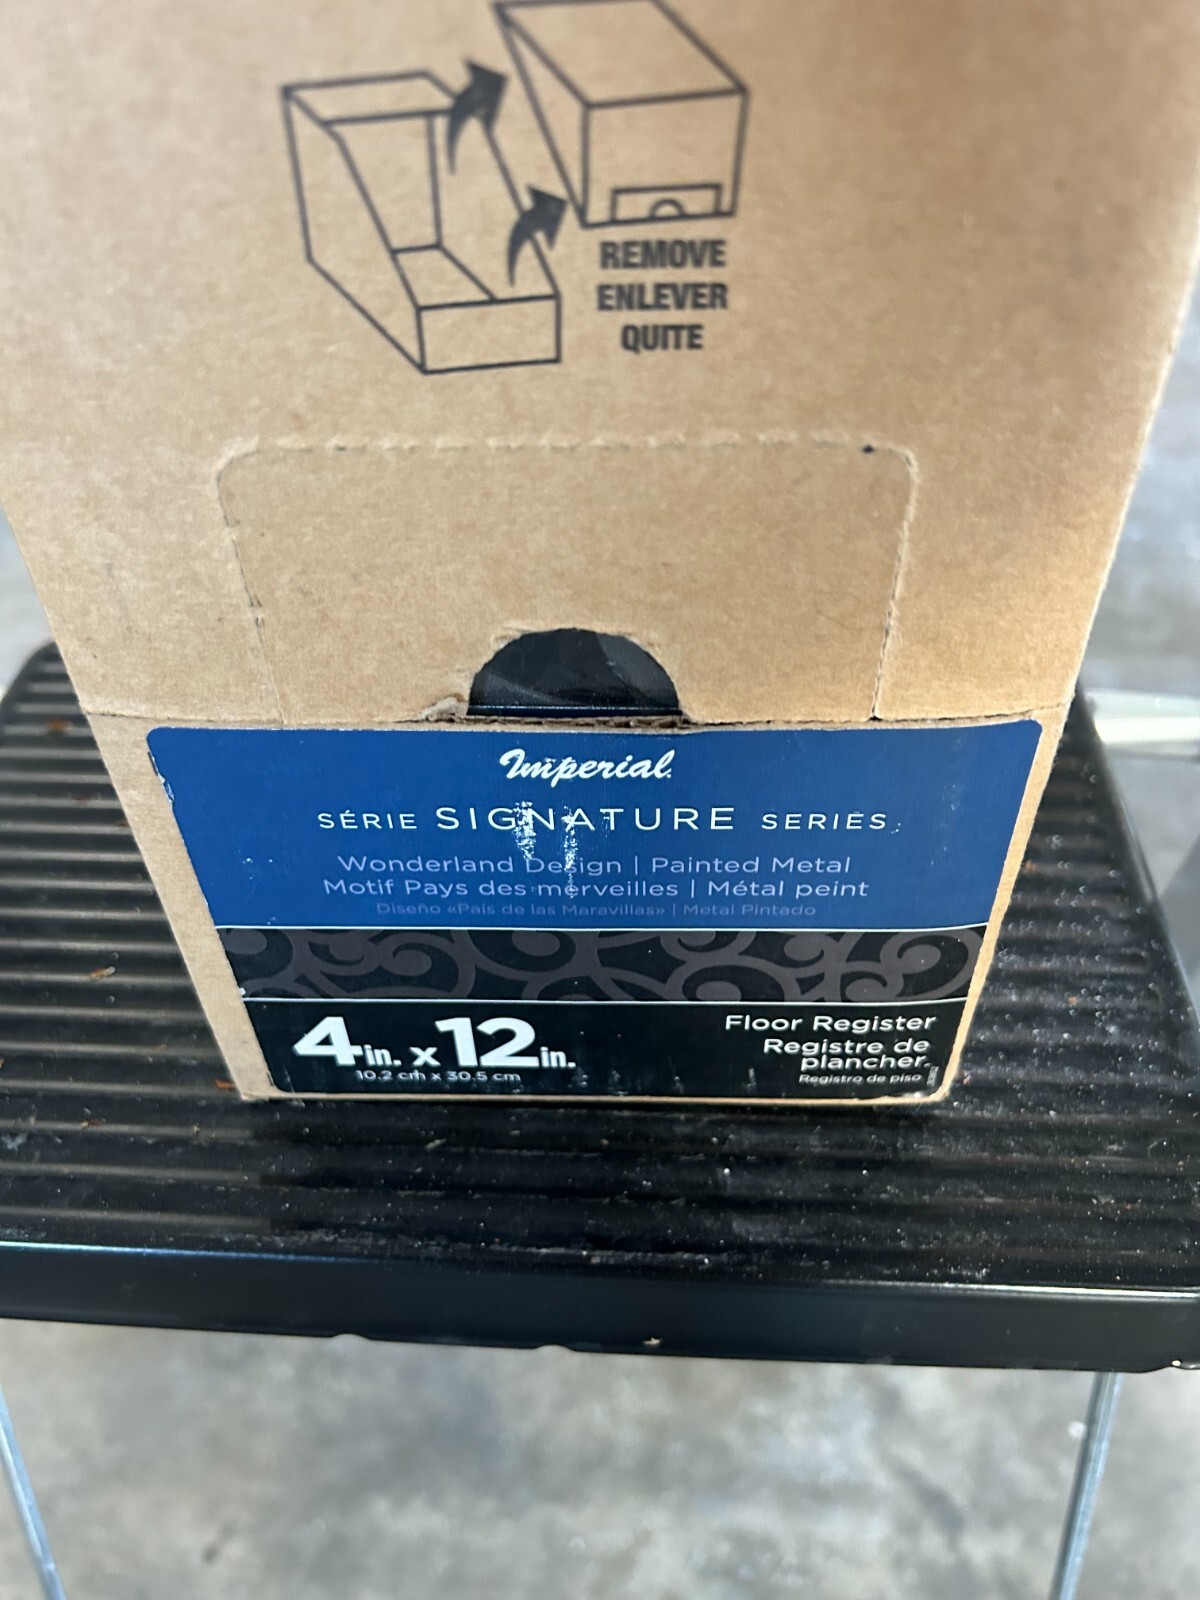 REMOVE
ENLEVER
QUITE
Imperial
SÉRIE SIGNATURE SERIES
Wonderland Design | Painted Metal
Motif Pays des merveilles | Métal peint
Diseño «País de las Maravillas» | Metal Pintado
4in. x 12in.
10.2 cm x 30.5 cm
Floor Register
Registre de
plancher
Registro de piso